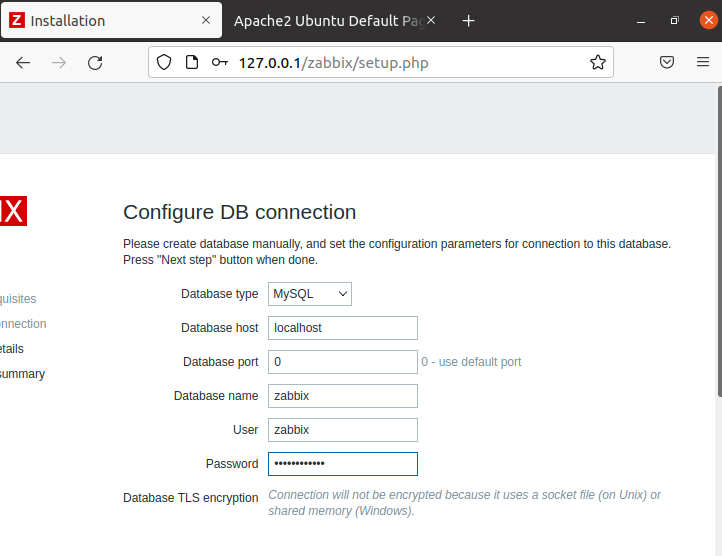 Z Installation
Apache2 Ubuntu Default Pag
127.0.0.1/zabbix/setup.php
IX
Configure DB connection
Please create database manually, and set the configuration parameters for connection to this database.
Press "Next step" button when done.
quisites
nnection
etails
summary
Database type MySQL
Database host localhost
Database port 0 0 - use default port
Database name zabbix
User zabbix
Password ••••••••••••
Database TLS encryption Connection will not be encrypted because it uses a socket file (on Unix) or
shared memory (Windows).